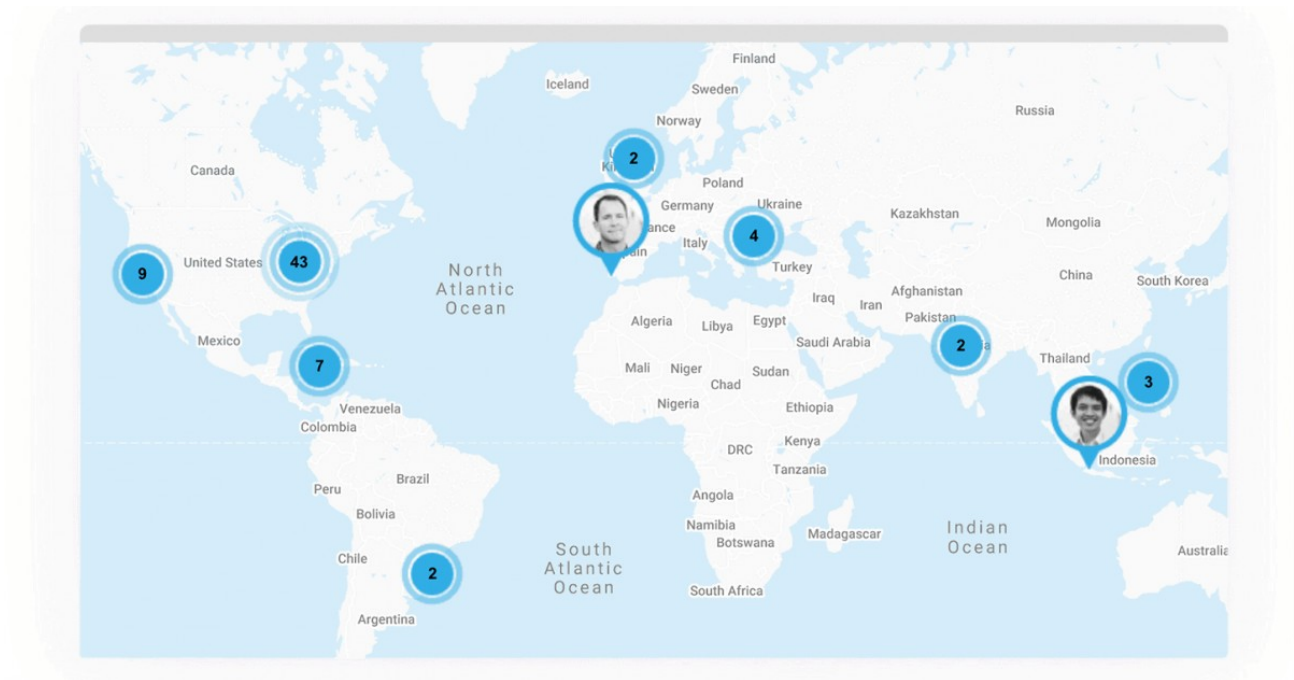 Finland
Iceland
Sweden
Russia
Norway
2
Canada
Poland
Germany
Ukraine
Kazakhstan
Mongolia
4
Italy
43
United States
9
North
Atlantic
Ocean
Turkey
China
South Korea
Afghanistan
Iraq
Iran
Pakistan
Algeria
Libya
Egypt
Saudi Arabia
Mexico
2
Thailand
7
Mali
Niger
Chad
Sudan
3
Nigeria
Ethiopia
Venezuela
Colombia
DRC
Kenya
Indonesia
Tanzania
Brazil
Peru
Angola
Bolivia
Namibia
Botswana
Madagascar
Indian
Ocean
South
Atlantic
Ocean
Australia
Chile
2
South Africa
Argentina